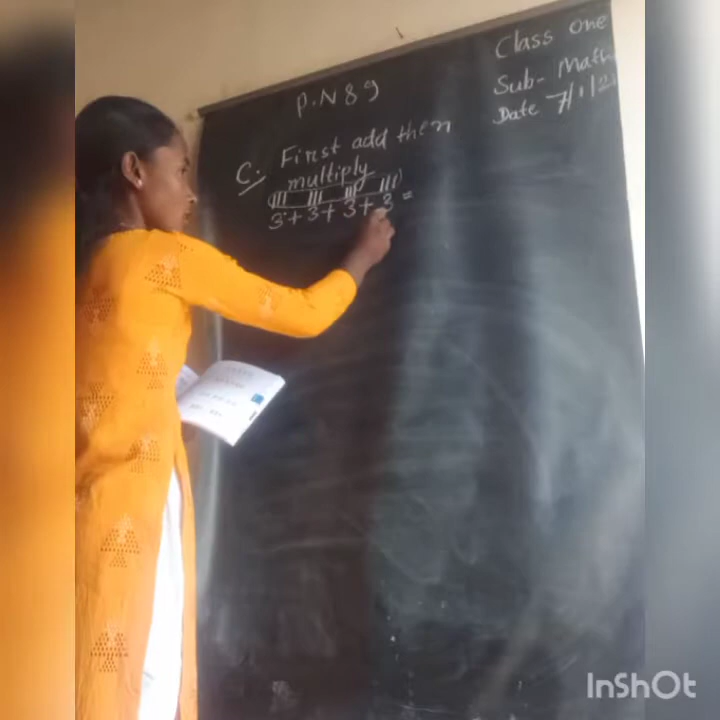 P.N 89
Class One
Sub- Math
Date 7/1/2
C. First add then
multiply
3 + 3 + 3 + 3 =
InShOt